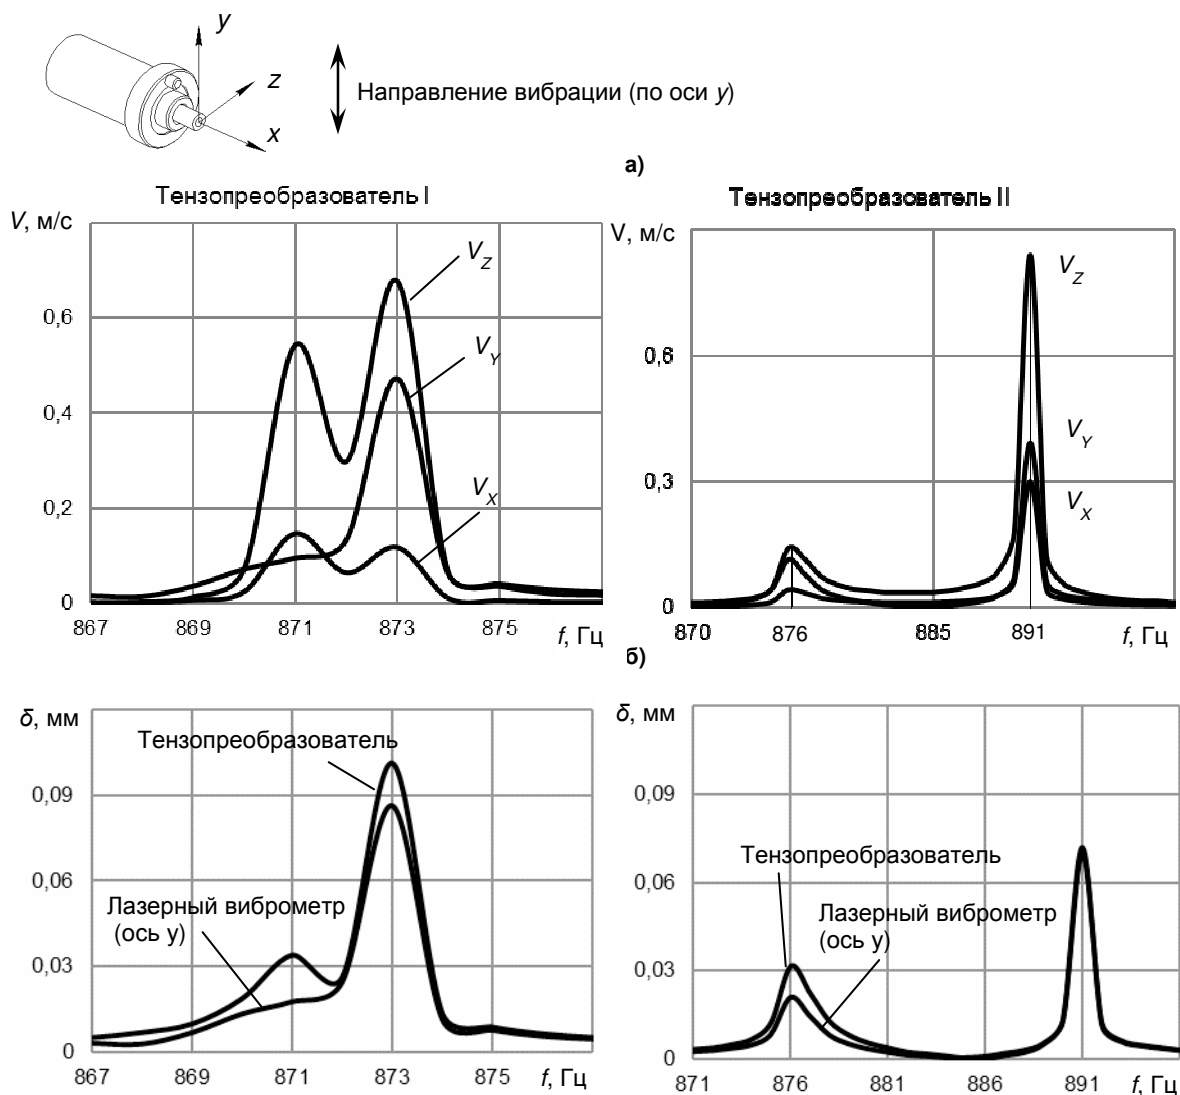 y
z
x
Направление вибрации (по оси y)
а)
Тензопреобразователь I
V, м/с
V_Z
V_Y
V_X
0,6
0,4
0,2
0
867 869 871 873 875 f, Гц
Тензопреобразователь II
V, м/с
V_Z
V_Y
V_X
0,6
0,3
0
870 876 885 891 f, Гц
б)
δ, мм
Тензопреобразователь
Лазерный виброметр
(ось y)
0,09
0,06
0,03
0
867 869 871 873 875 f, Гц
δ, мм
Тензопреобразователь
Лазерный виброметр
(ось y)
0,09
0,06
0,03
0
871 876 881 886 891 f, Гц